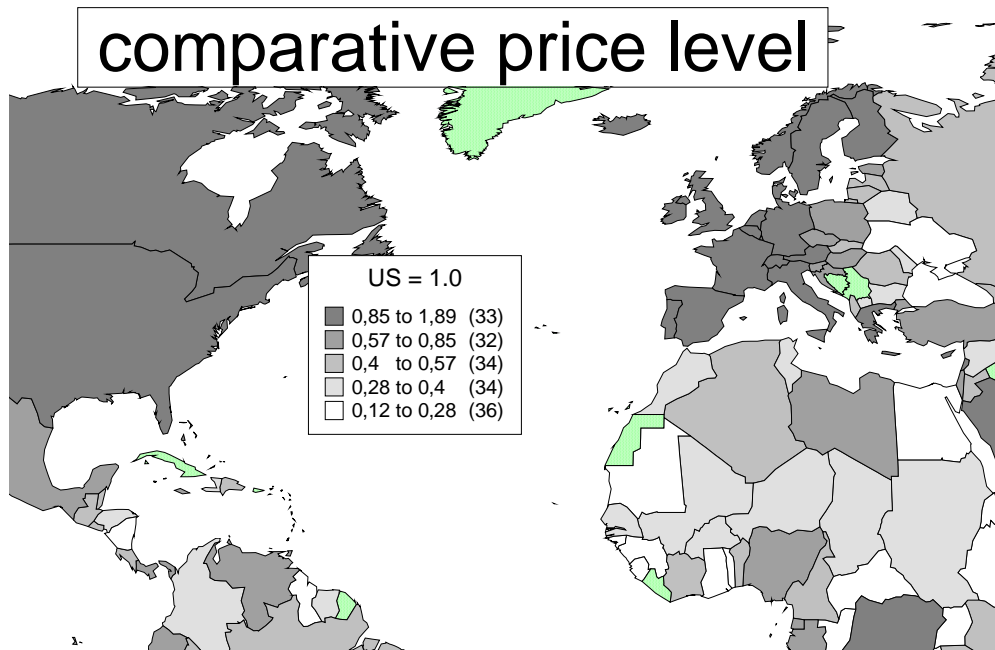 comparative price level
US = 1.0
0,85 to 1,89 (33)
0,57 to 0,85 (32)
0,4 to 0,57 (34)
0,28 to 0,4 (34)
0,12 to 0,28 (36)